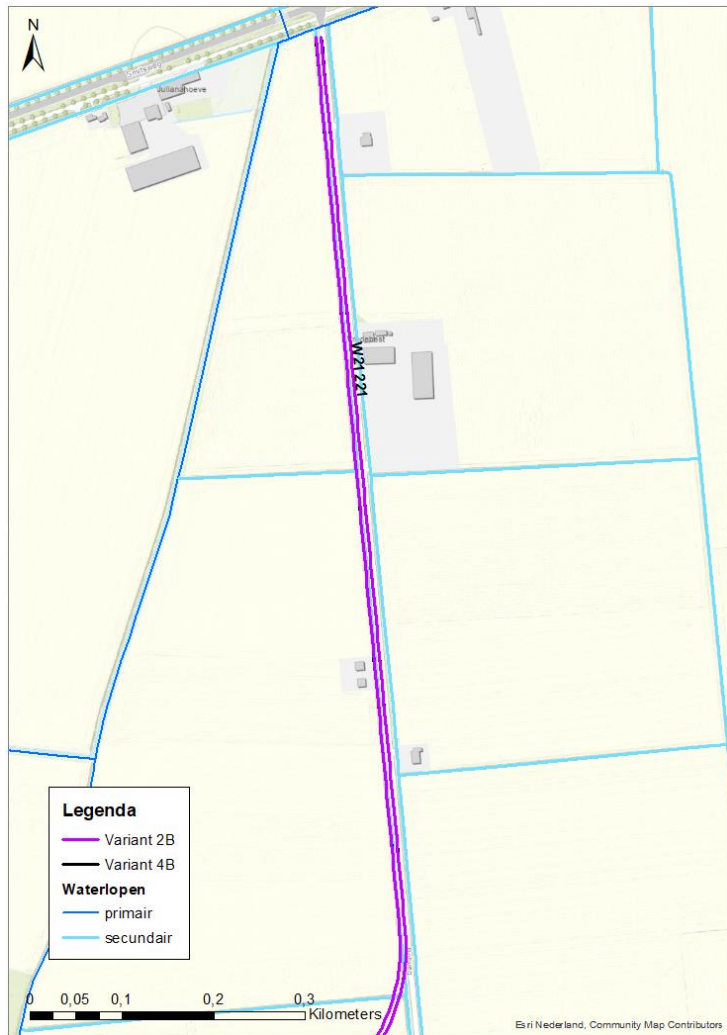 N
Julianahoeve
W21221
Legenda
Variant 2B
Variant 4B
Waterlopen
primair
secundair
0 0,05 0,1 0,2 0,3
Kilometers
Esri Nederland, Community Map Contributors